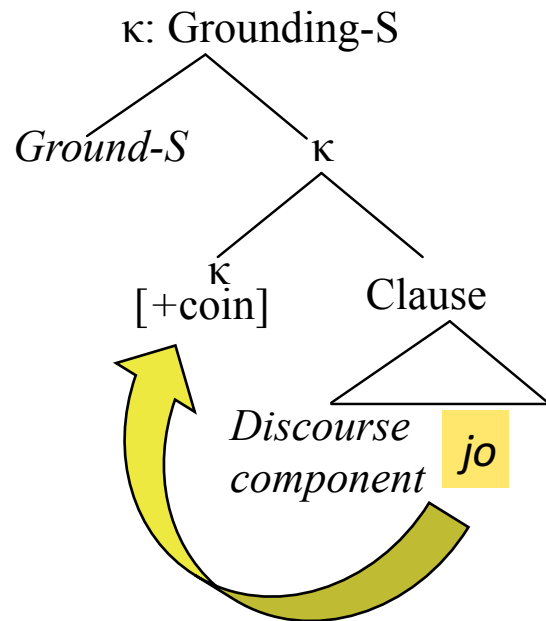 κ: Grounding-S
Ground-S
κ
κ
[+coin]
Clause
Discourse
component
jo